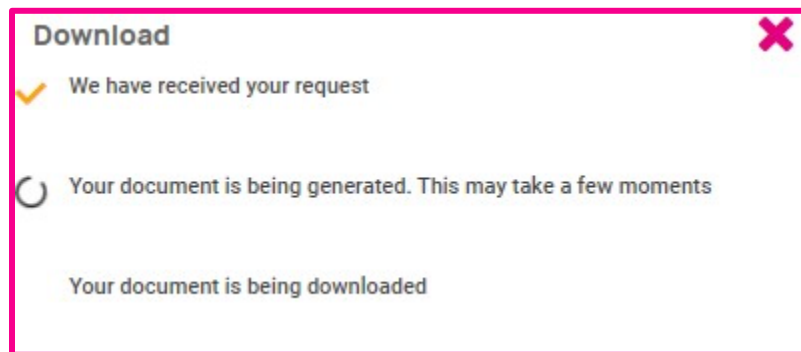 Download
We have received your request
Your document is being generated. This may take a few moments
Your document is being downloaded